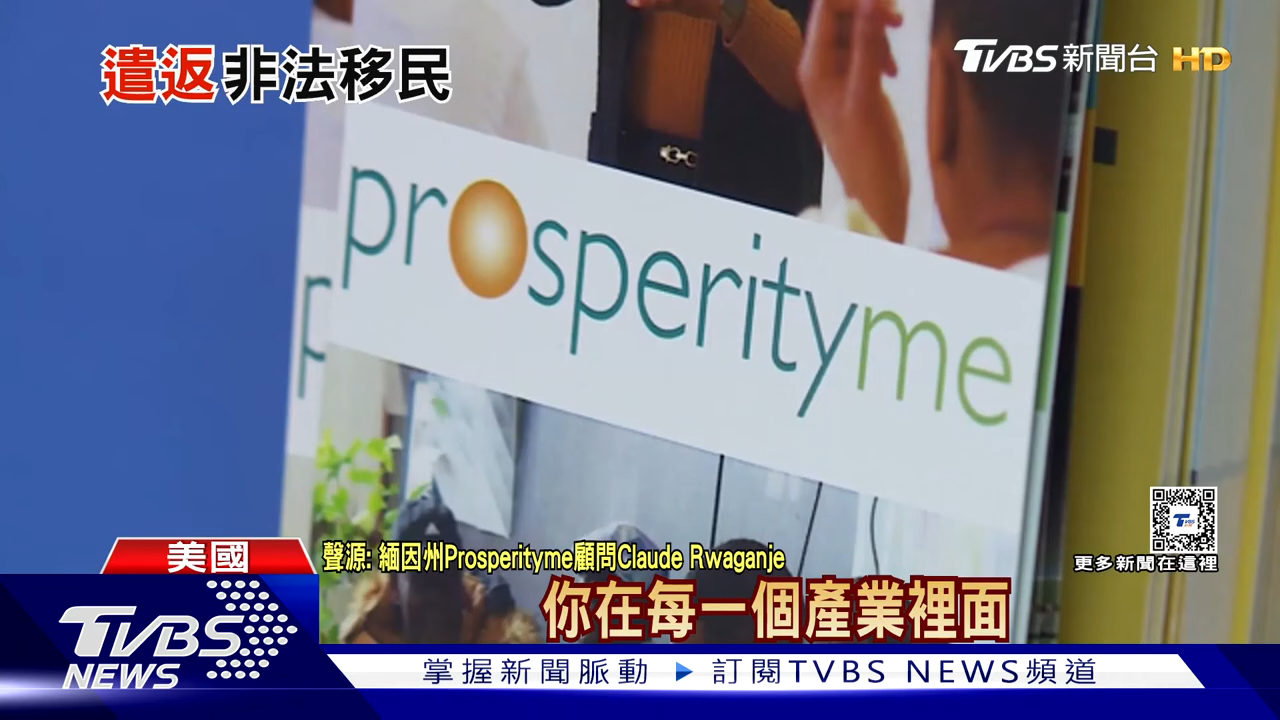 遣返非法移民
TVBS新聞台 HD
prosperityme
p
美國
聲源: 緬因州Prosperityme顧問Claude Rwaganje
TVBS
更多新聞在這裡
你在每一個產業裡面
TVBS
NEWS
掌握新聞脈動 ▶ 訂閱TVBS NEWS頻道